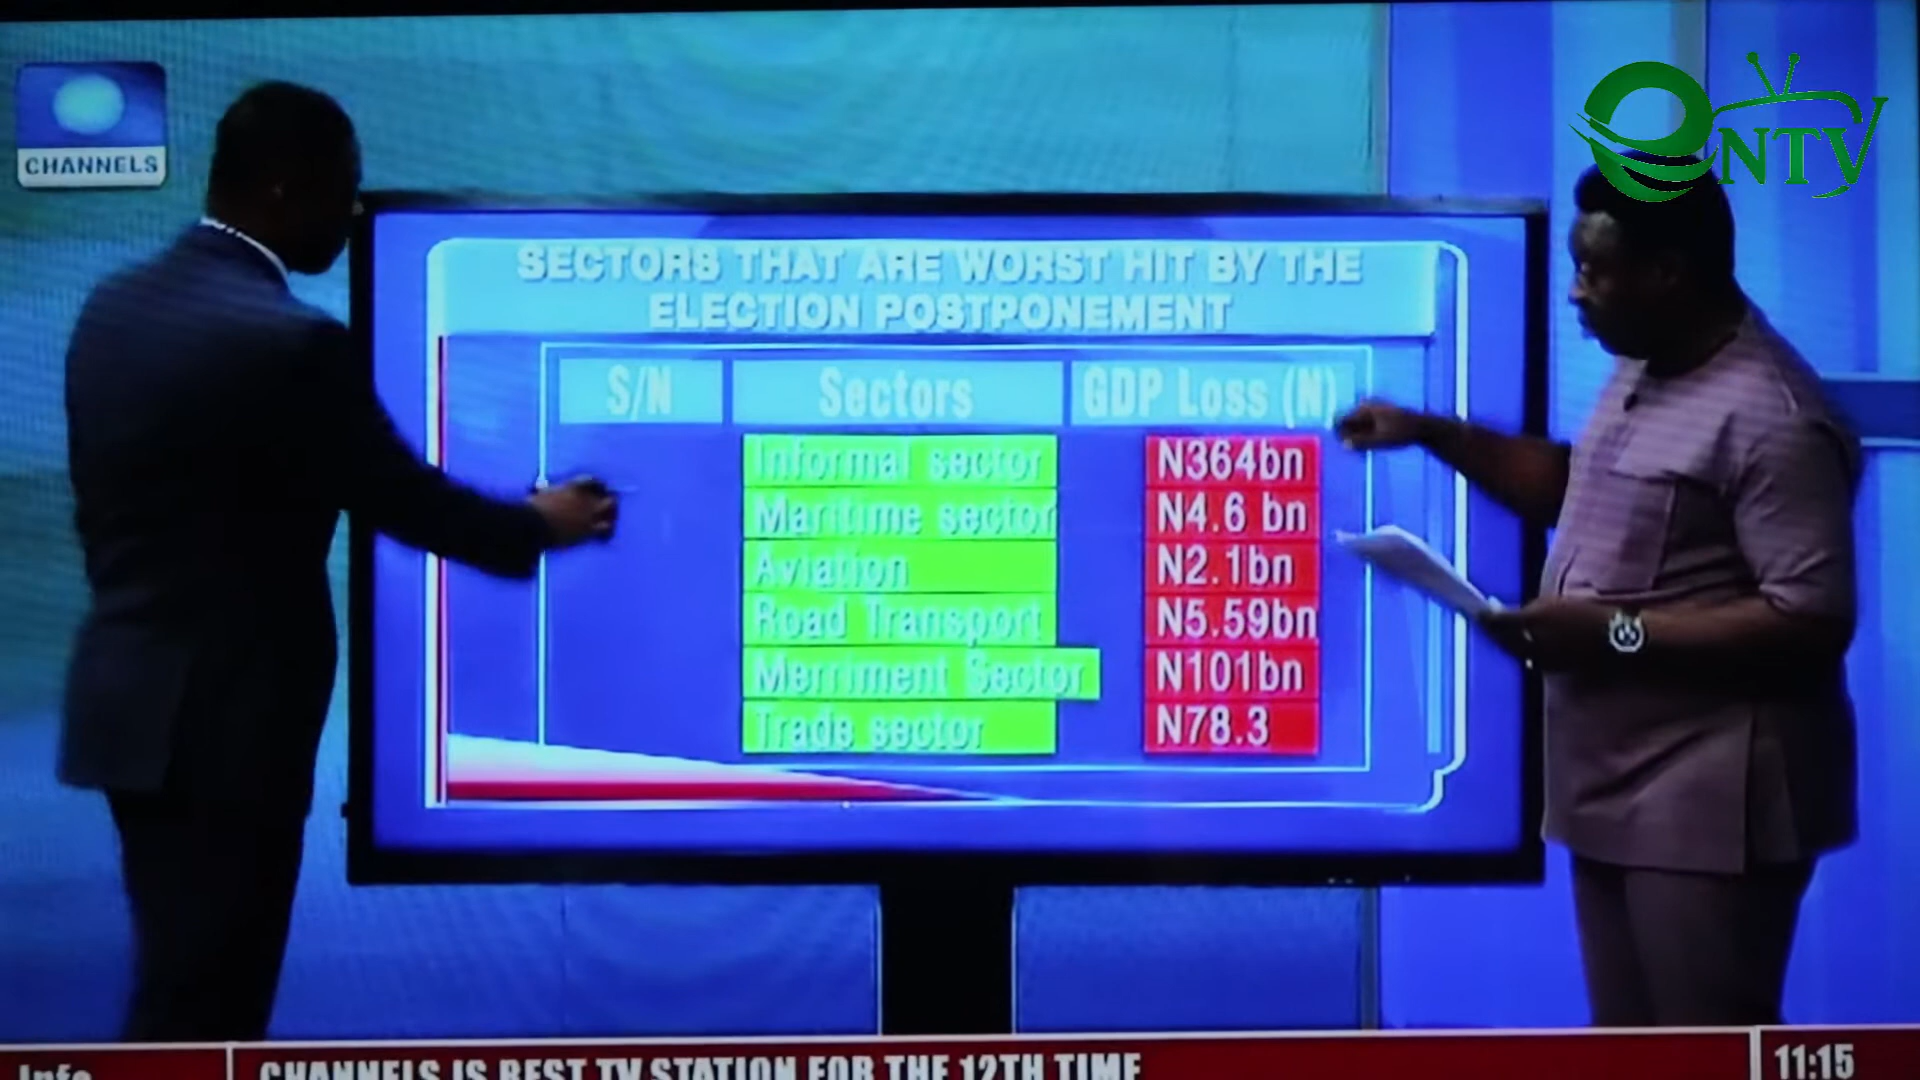 CHANNELS
eNTV
SECTORS THAT ARE WORST HIT BY THE
ELECTION POSTPONEMENT
S/N Sectors GDP Loss (N)
Informal sector N364bn
Maritime sector N4.6 bn
Aviation N2.1bn
Road Transport N5.59bn
Merriment Sector N101bn
Trade sector N78.3
Info CHANNELS IS BEST TV STATION FOR THE 12TH TIME 11:15